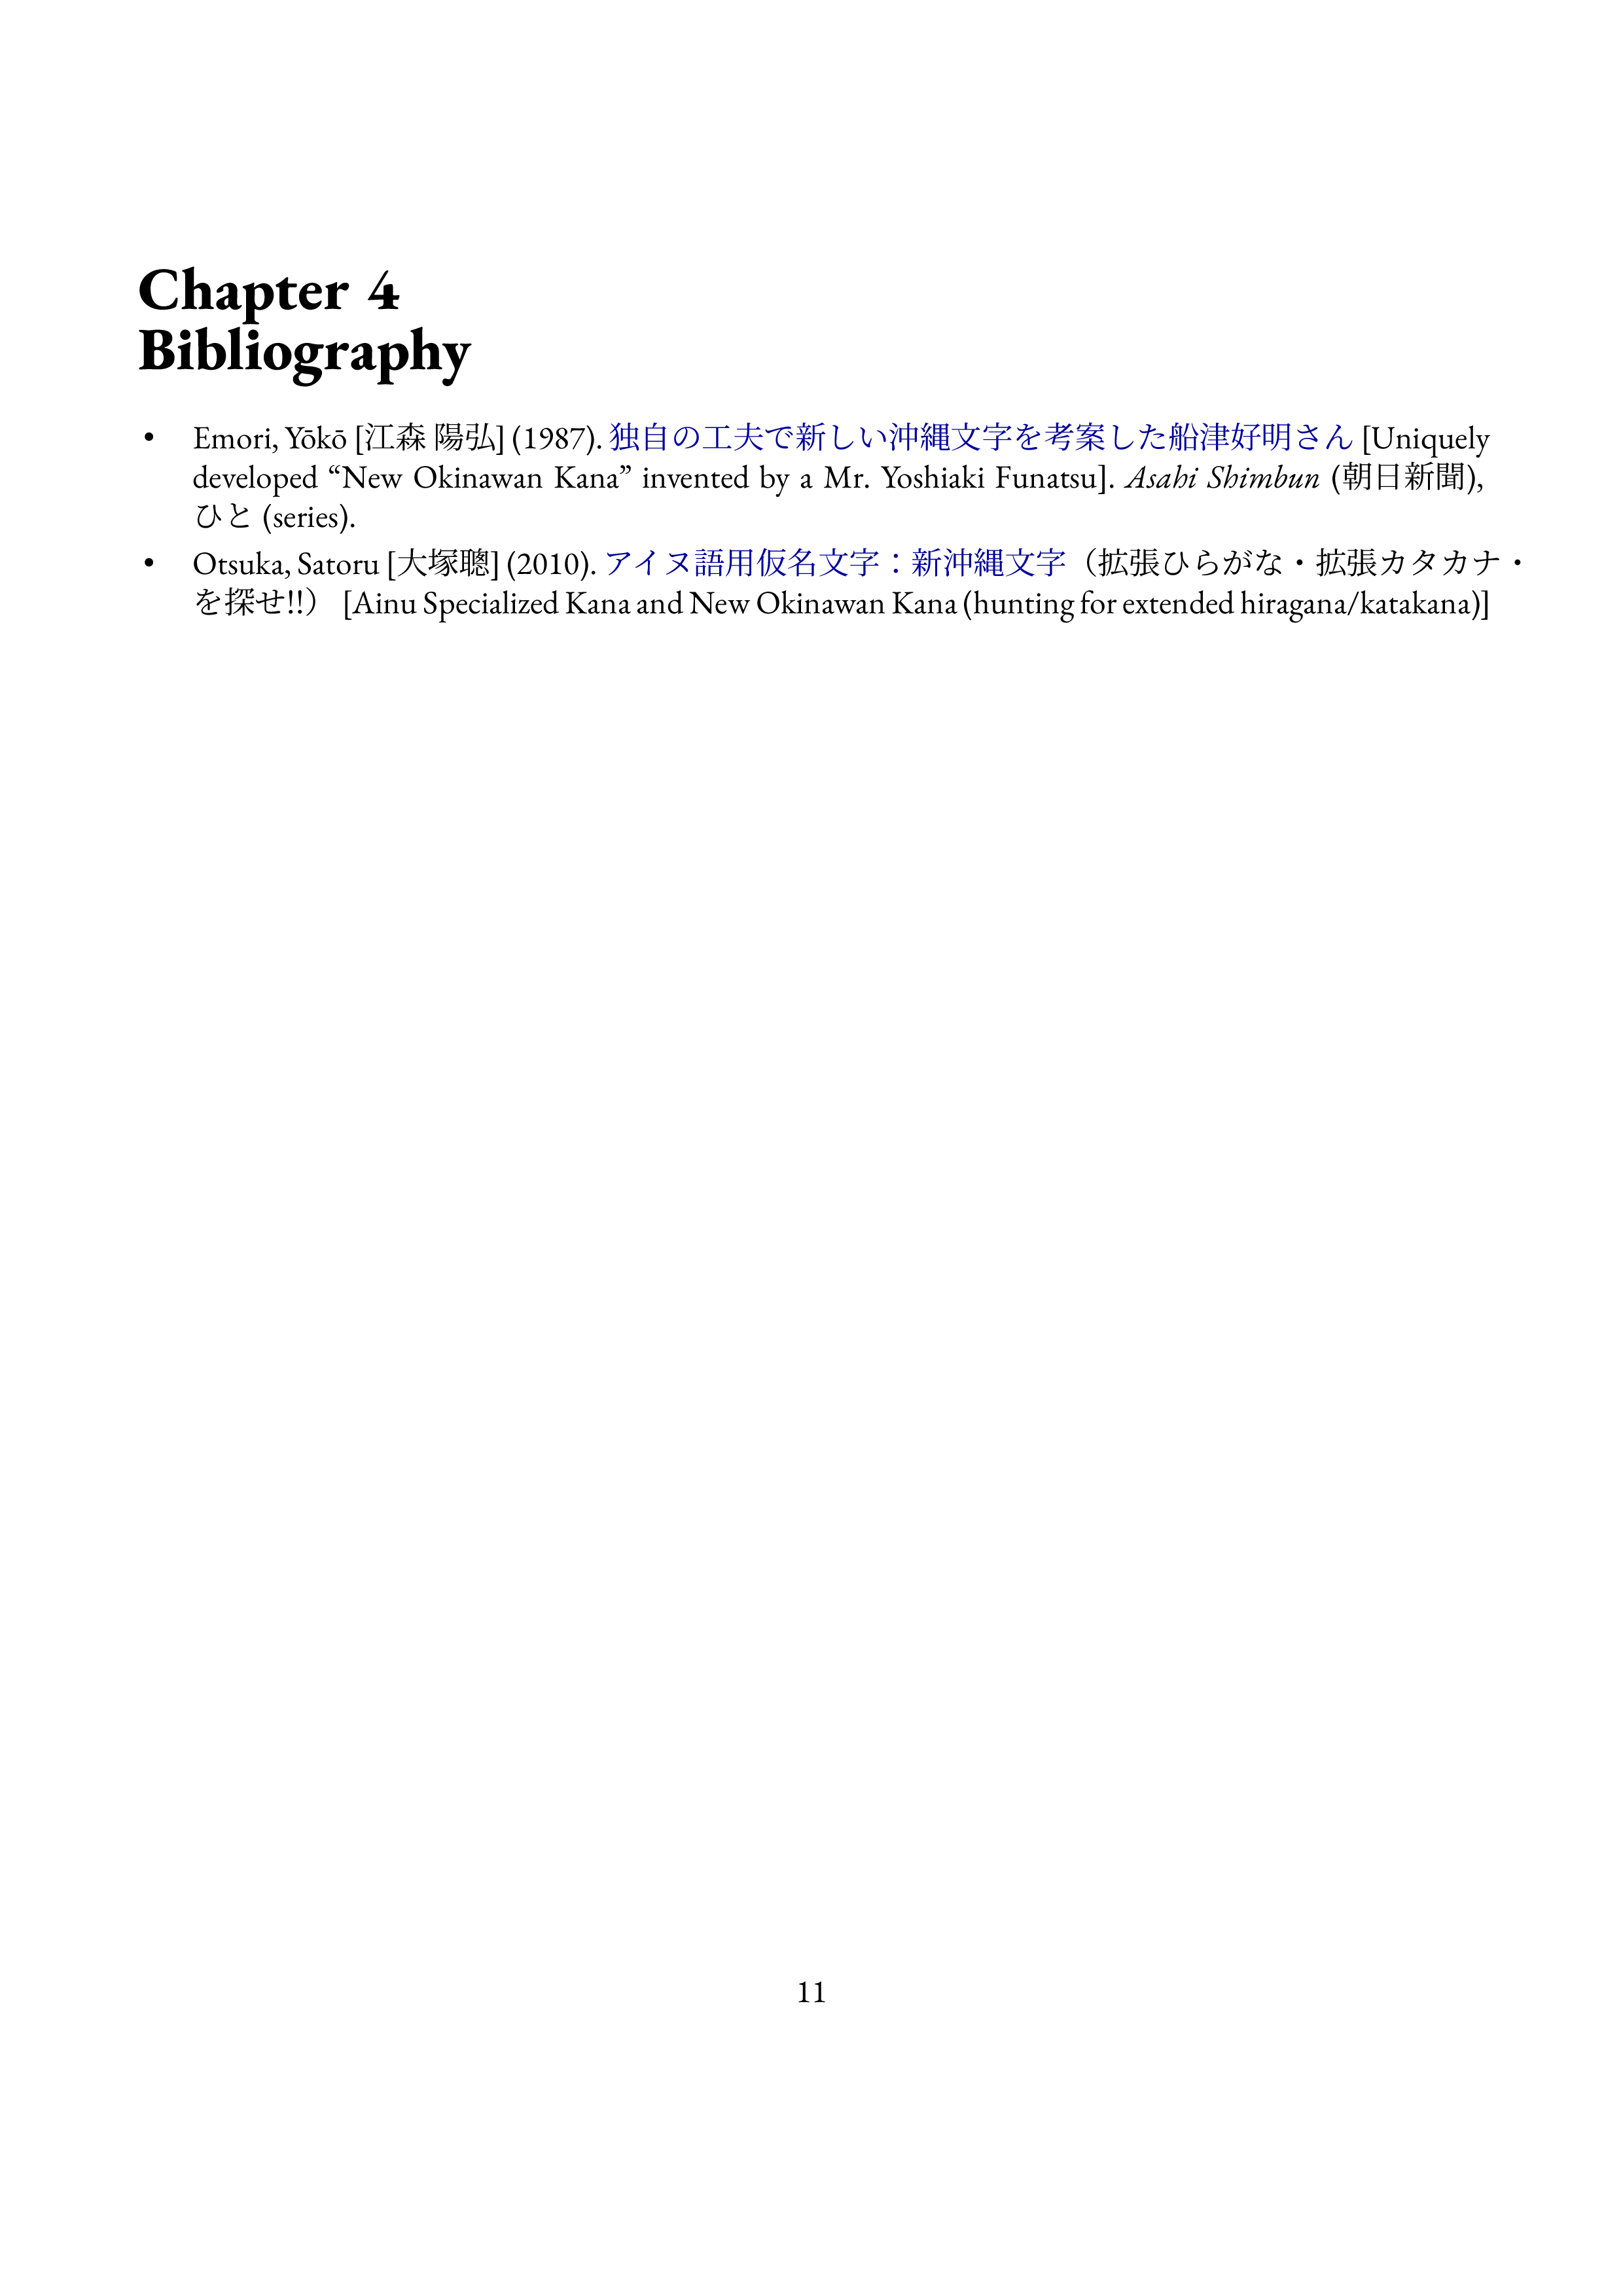 Chapter 4
Bibliography
• Emori, Yōkō [江森 陽弘] (1987). 独自の工夫で新しい沖縄文字を考案した船津好明さん [Uniquely
developed “New Okinawan Kana” invented by a Mr. Yoshiaki Funatsu]. Asahi Shimbun (朝日新聞),
ひと (series).
• Otsuka, Satoru [大塚聰] (2010). アイヌ語用仮名文字：新沖縄文字（拡張ひらがな・拡張カタカナ・
を探せ!!） [Ainu Specialized Kana and New Okinawan Kana (hunting for extended hiragana/katakana)]
11